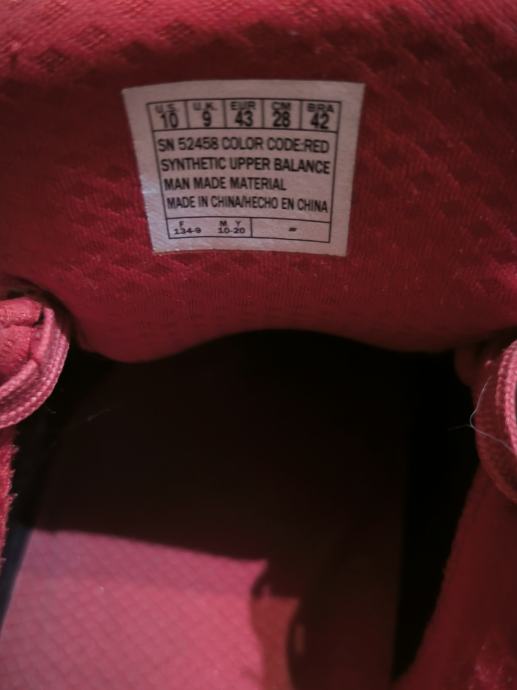 U.S. U.K. EUR CM BRA
10 9 43 28 42
SN 52458 COLOR CODE:RED
SYNTHETIC UPPER BALANCE
MAN MADE MATERIAL
MADE IN CHINA/HECHO EN CHINA
F M Y
134-9 10-20